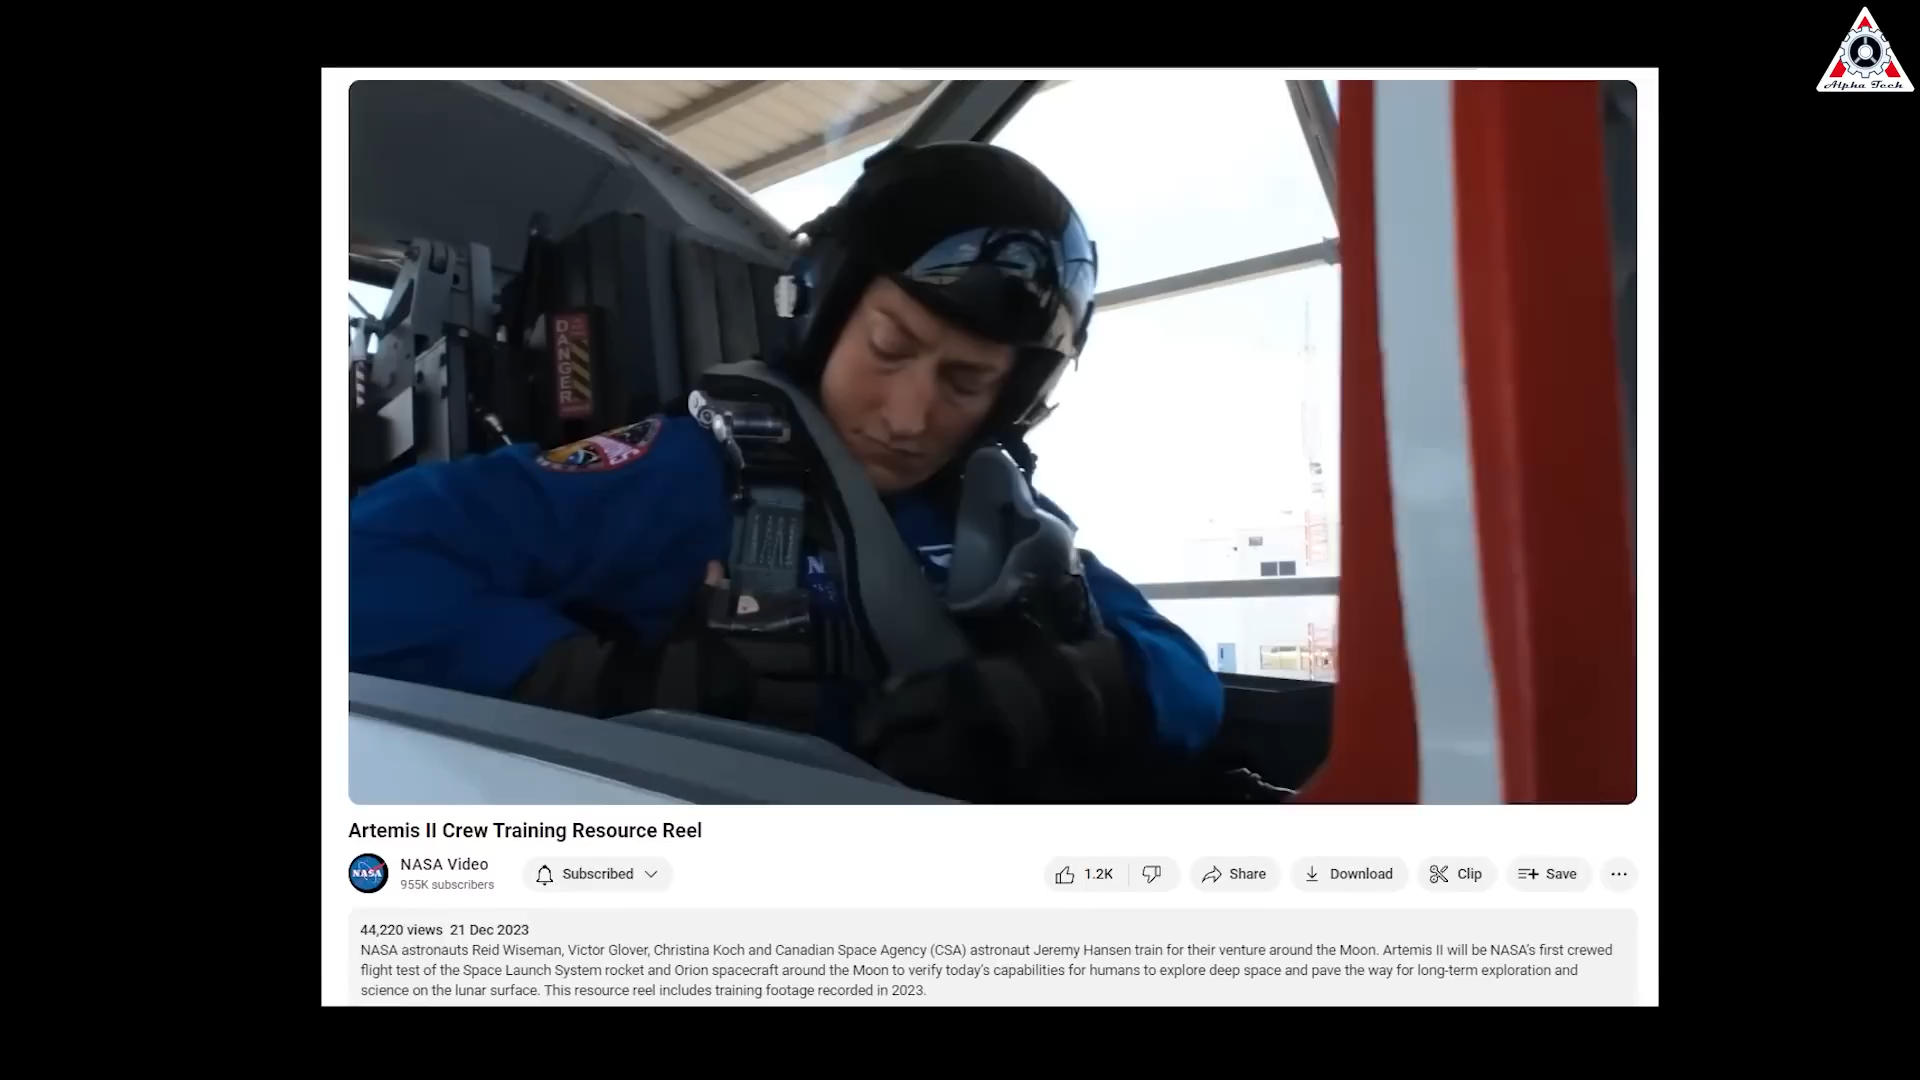 Alpha Tech
DANGER
N
Artemis II Crew Training Resource Reel
NASA
NASA Video
955K subscribers
Subscribed
1.2K
Share
Download
Clip
Save
44,220 views 21 Dec 2023
NASA astronauts Reid Wiseman, Victor Glover, Christina Koch and Canadian Space Agency (CSA) astronaut Jeremy Hansen train for their venture around the Moon. Artemis II will be NASA's first crewed
flight test of the Space Launch System rocket and Orion spacecraft around the Moon to verify today's capabilities for humans to explore deep space and pave the way for long-term exploration and
science on the lunar surface. This resource reel includes training footage recorded in 2023.